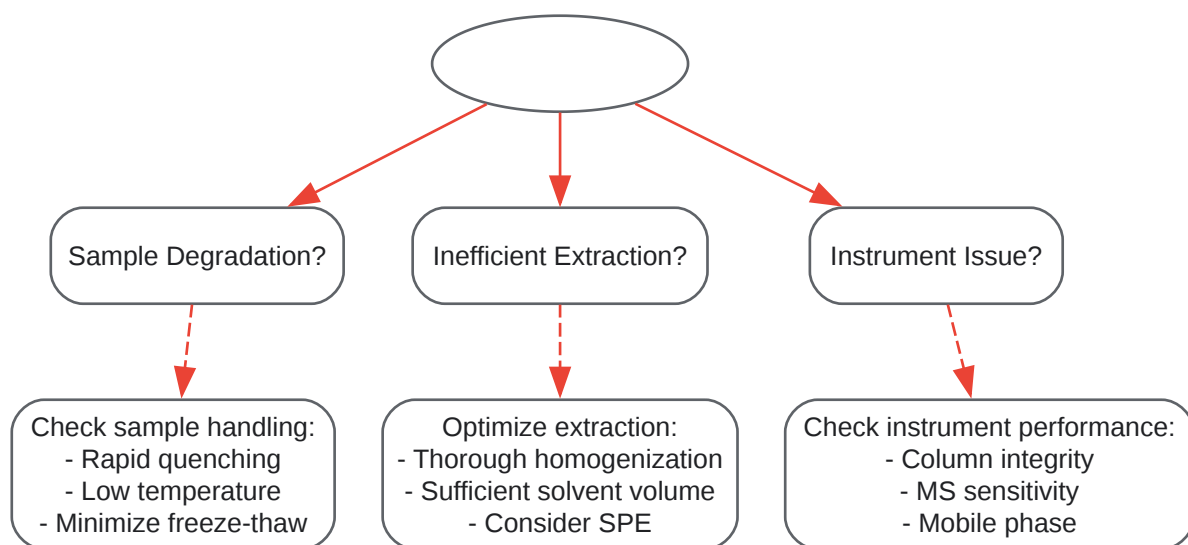 Sample Degradation?
Inefficient Extraction?
Instrument Issue?
Check sample handling:
- Rapid quenching
- Low temperature
- Minimize freeze-thaw
Optimize extraction:
- Thorough homogenization
- Sufficient solvent volume
- Consider SPE
Check instrument performance:
- Column integrity
- MS sensitivity
- Mobile phase